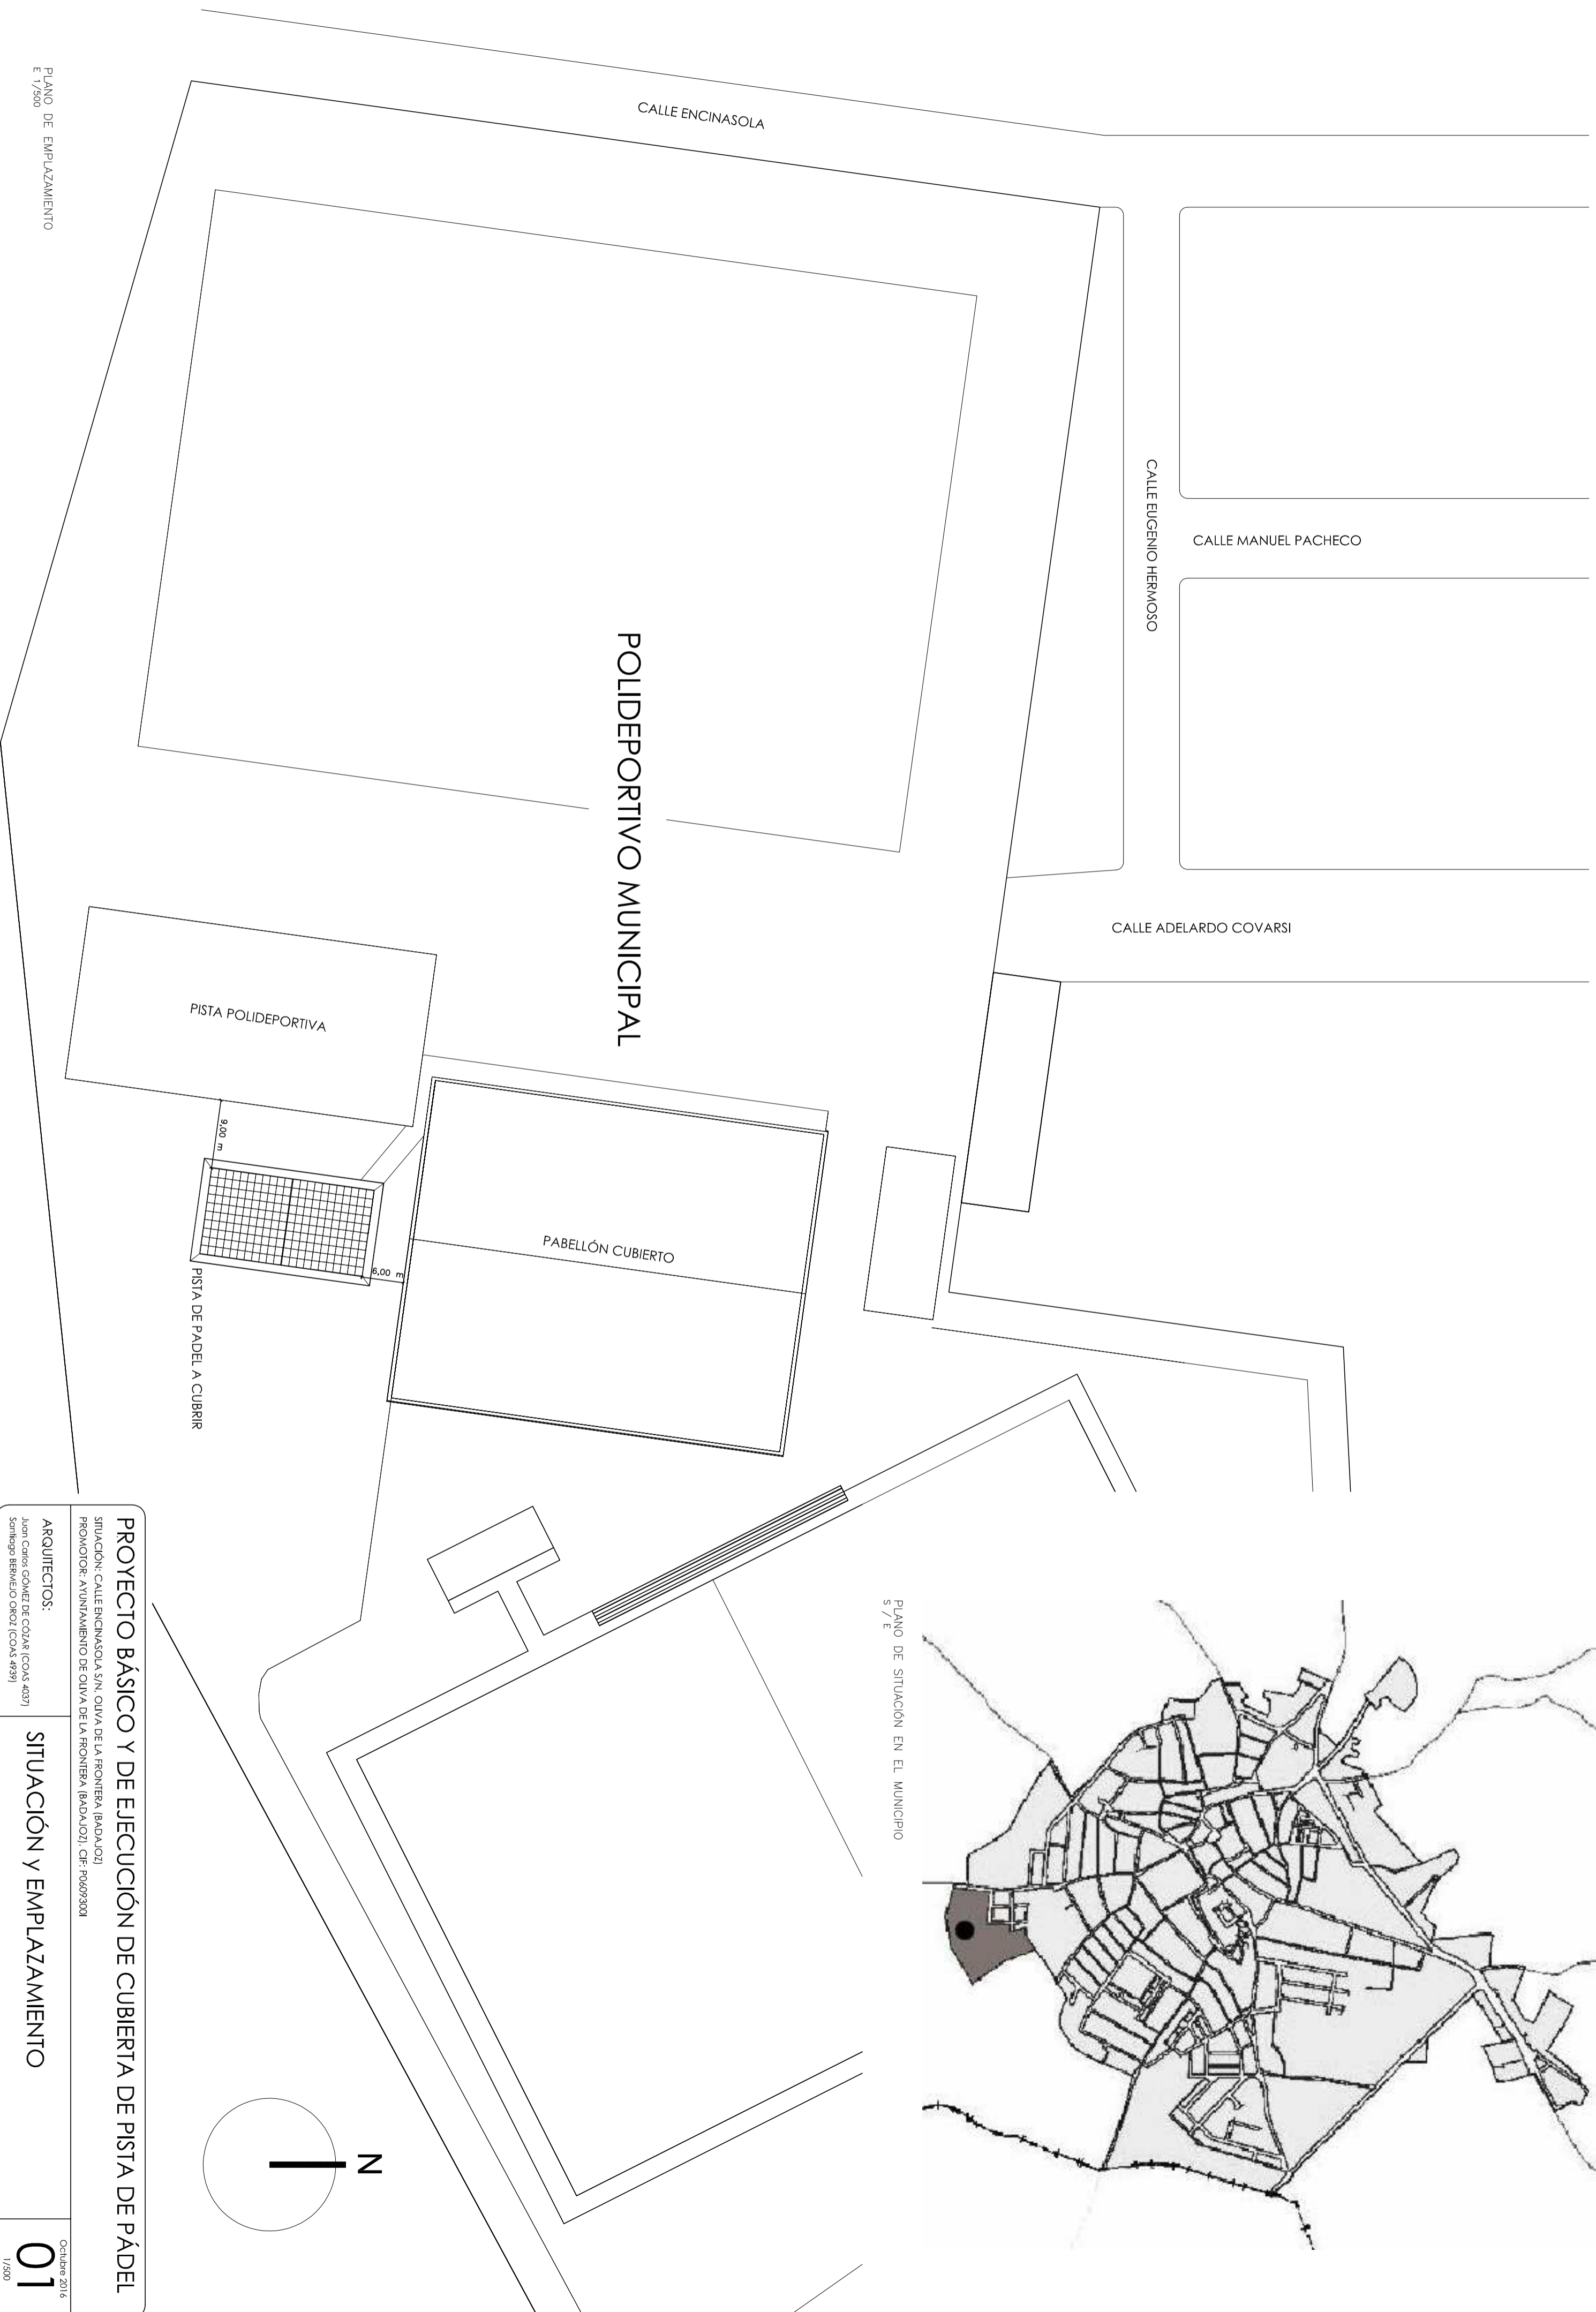 CALLE ENCINASOLA
CALLE EUGENIO HERMOSO
CALLE MANUEL PACHECO
CALLE ADELARDO COVARSI
POLIDEPORTIVO MUNICIPAL
PISTA POLIDEPORTIVA
PABELLÓN CUBIERTO
9,00 m
6,00 m
PISTA DE PADEL A CUBRIR
PLANO DE EMPLAZAMIENTO
E 1/500
PLANO DE SITUACIÓN EN EL MUNICIPIO
S / E
N
PROYECTO BÁSICO Y DE EJECUCIÓN DE CUBIERTA DE PISTA DE PÁDEL
SITUACIÓN: CALLE ENCINASOLA S/N. OLIVA DE LA FRONTERA (BADAJOZ)
PROMOTOR: AYUNTAMIENTO DE OLIVA DE LA FRONTERA (BADAJOZ). CIF: P0609300I
ARQUITECTOS:
Juan Carlos GÓMEZ DE CÓZAR (COAS 4037)
Santiago BERMEJO OROZ (COAS 4939)
SITUACIÓN y EMPLAZAMIENTO
Octubre 2016
01
1/500